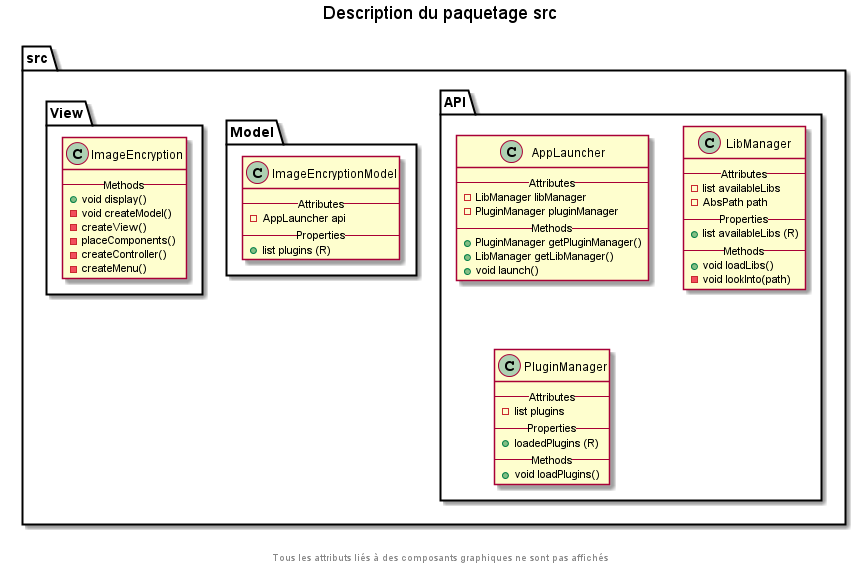 Description du paquetage src
src
View
C ImageEncryption
Methods
void display()
void createModel()
createView()
placeComponents()
createController()
createMenu()
Model
C ImageEncryptionModel
Attributes
AppLauncher api
Properties
list plugins (R)
API
C AppLauncher
Attributes
LibManager libManager
PluginManager pluginManager
Methods
PluginManager getPluginManager()
LibManager getLibManager()
void launch()
C LibManager
Attributes
list availableLibs
AbsPath path
Properties
list availableLibs (R)
Methods
void loadLibs()
void lookInto(path)
C PluginManager
Attributes
list plugins
Properties
loadedPlugins (R)
Methods
void loadPlugins()
Tous les attributs liés à des composants graphiques ne sont pas affichés